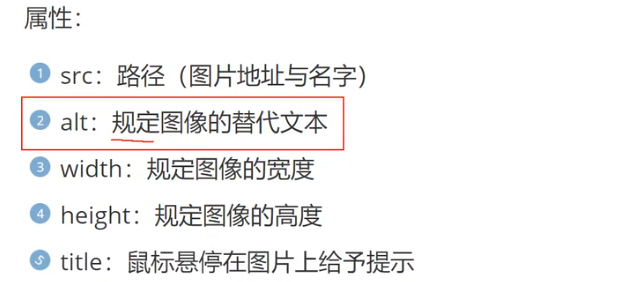 属性：
1 src：路径（图片地址与名字）
2 alt：规定图像的替代文本
3 width：规定图像的宽度
4 height：规定图像的高度
5 title：鼠标悬停在图片上给予提示